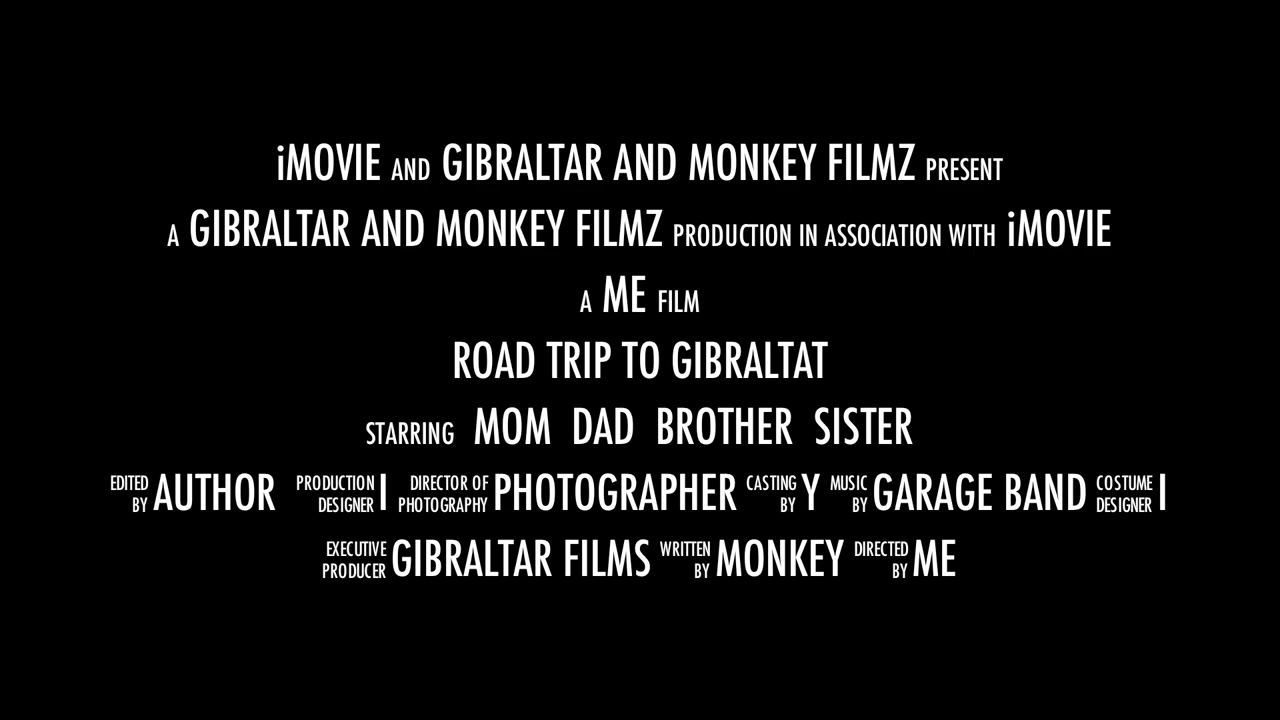 iMOVIE AND GIBRALTAR AND MONKEY FILMZ PRESENT
A GIBRALTAR AND MONKEY FILMZ PRODUCTION IN ASSOCIATION WITH iMOVIE
A ME FILM
ROAD TRIP TO GIBRALTAT
STARRING MOM DAD BROTHER SISTER
EDITED BY AUTHOR PRODUCTION DESIGNER I DIRECTOR OF PHOTOGRAPHY PHOTOGRAPHER CASTING BY Y MUSIC BY GARAGE BAND COSTUME DESIGNER I
EXECUTIVE PRODUCER GIBRALTAR FILMS WRITTEN BY MONKEY DIRECTED BY ME